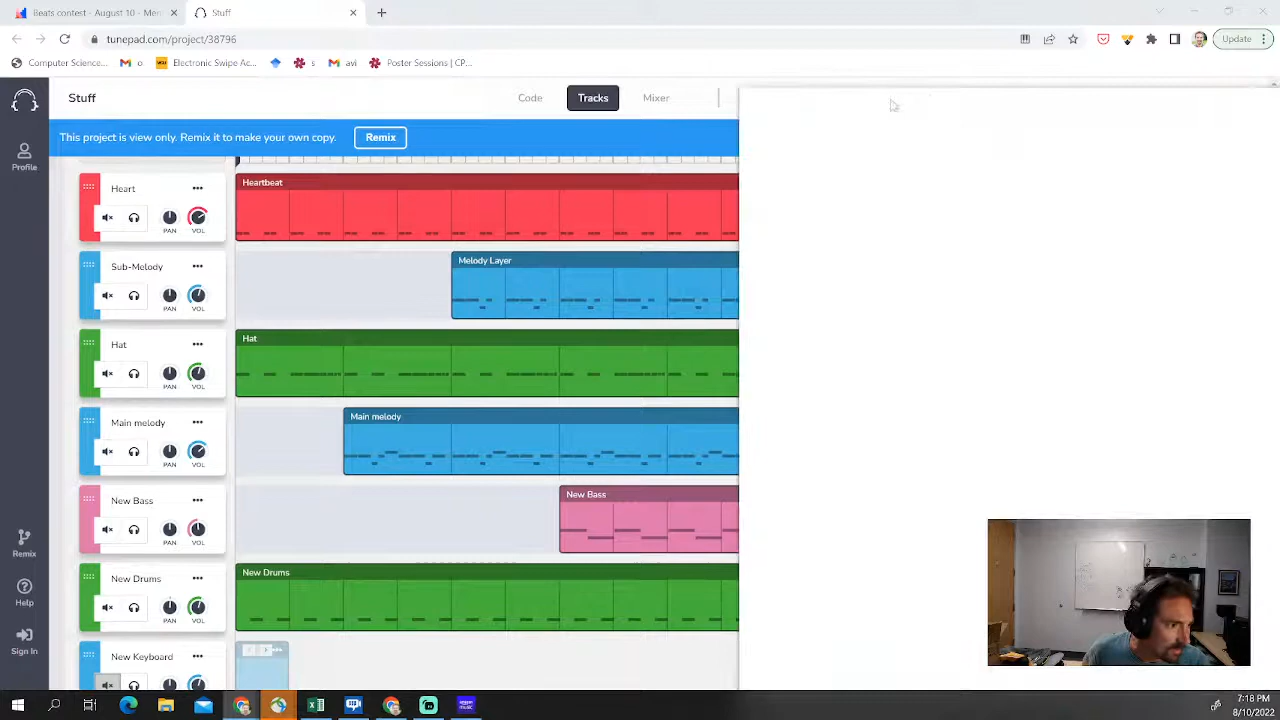 Beats contest - August 10 - Men
Stuff
tunepad.com/project/38796
Update
Computer Science...
o
Electronic Swipe Ac...
s
avi
Poster Sessions (CP...
Stuff
Code
Tracks
Mixer
This project is view only. Remix it to make your own copy.
Remix
Profile
Heart
PAN
VOL
Heartbeat
Sub-Melody
PAN
VOL
Melody Layer
Hat
PAN
VOL
Hat
Main melody
PAN
VOL
Main melody
New Bass
PAN
VOL
New Bass
Remix
New Drums
PAN
VOL
New Drums
Help
Sign In
New Keyboard
7:18 PM
8/10/2022